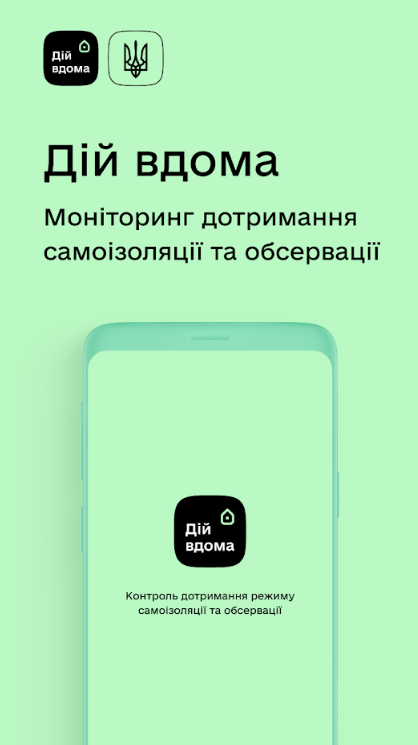 Дій
вдома
Дій вдома
Моніторинг дотримання
самоізоляції та обсервації
Дій
вдома
Контроль дотримання режиму
самоізоляції та обсервації